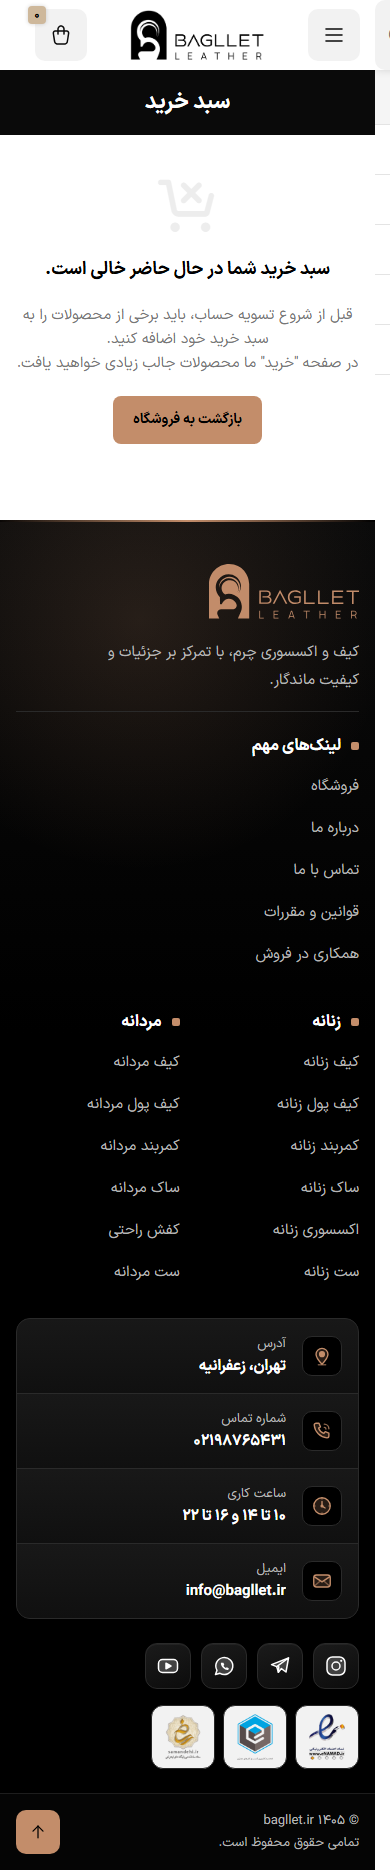 ۰
BAGLLET
LEATHER
سبد خرید
سبد خرید شما در حال حاضر خالی است.
قبل از شروع تسویه حساب، باید برخی از محصولات را به
سبد خرید خود اضافه کنید.
در صفحه "خرید" ما محصولات جالب زیادی خواهید یافت.
بازگشت به فروشگاه
BAGLLET
LEATHER
کیف و اکسسوری چرم، با تمرکز بر جزئیات و
کیفیت ماندگار.
لینک‌های مهم
فروشگاه
درباره ما
تماس با ما
قوانین و مقررات
همکاری در فروش
زنانه
کیف زنانه
کیف پول زنانه
کمربند زنانه
ساک زنانه
اکسسوری زنانه
ست زنانه
مردانه
کیف مردانه
کیف پول مردانه
کمربند مردانه
ساک مردانه
کفش راحتی
ست مردانه
آدرس
تهران، زعفرانیه
شماره تماس
۰۲۱۹۸۷۶۵۴۳۱
ساعت کاری
۱۰ تا ۱۴ و ۱۶ تا ۲۲
ایمیل
info@bagllet.ir
www.eNAMAD.ir
samandehi.ir
© ۱۴۰۵ bagllet.ir
تمامی حقوق محفوظ است.